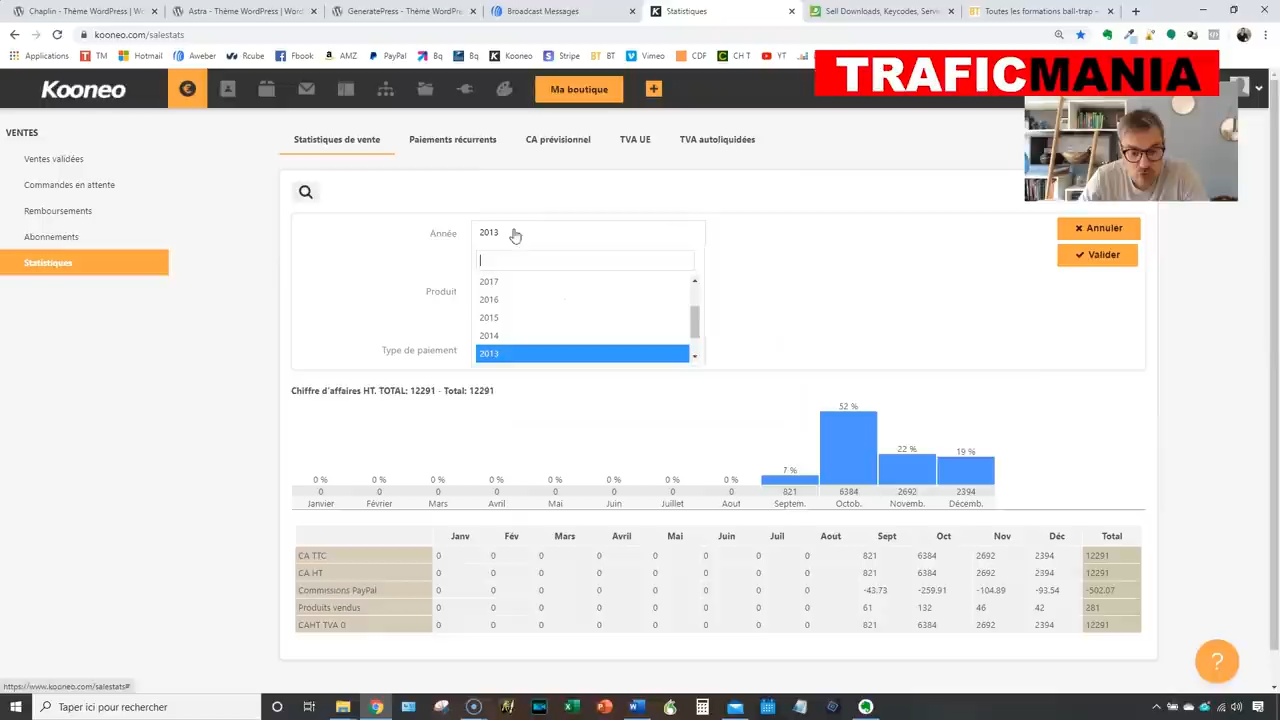 Chaplin - Thème WordPress | W
Astra - Thème WordPress | Wor
GeneratePress - Thème WordPre
Broadcast Messages
Statistiques
Sell Downloads, Keycodes, Servi
Toutes les formations ball-trap -
kooneo.com/salestats
Applications
TM
Hotmail
Aweber
Rcube
Ebook
AMZ
PayPal
Bq
Bq
Kooneo
Stripe
BT
Vimeo
CDF
CH T
YT
TRAFICMANIA
Kooneo
€
Ma boutique
VENTES
Statistiques de vente
Paiements récurrents
CA prévisionnel
TVA UE
TVA autoliquidées
Ventes validées
Commandes en attente
Remboursements
Abonnements
Statistiques
Année
2013
Annuler
Valider
2017
Produit
2016
2015
2014
Type de paiement
2013
Chiffre d'affaires HT. TOTAL: 12291 - Total: 12291
0 % 0 % 0 % 0 % 0 % 0 % 0 % 0 % 7 % 52 % 22 % 19 %
0 0 0 0 0 0 0 0 821 6384 2692 2394
Janvier Février Mars Avril Mai Juin Juillet Aout Septem. Octob. Novemb. Décemb.
Janv Fév Mars Avril Mai Juin Juil Aout Sept Oct Nov Déc Total
CA TTC 0 0 0 0 0 0 0 0 821 6384 2692 2394 12291
CA HT 0 0 0 0 0 0 0 0 821 6384 2692 2394 12291
Commissions PayPal 0 0 0 0 0 0 0 0 -43.73 -259.91 -104.89 -93.54 -502.07
Produits vendus 0 0 0 0 0 0 0 0 61 132 46 42 281
CAHT TVA 0 0 0 0 0 0 0 0 0 821 6384 2692 2394 12291
?
https://www.kooneo.com/salestats#
Taper ici pour rechercher